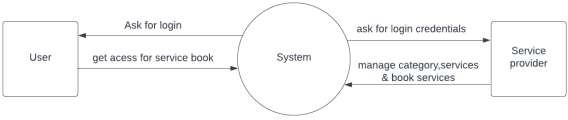 Ask for login
ask for login credentials
User
System
Service
provider
get acess for service book
manage category,services
& book services